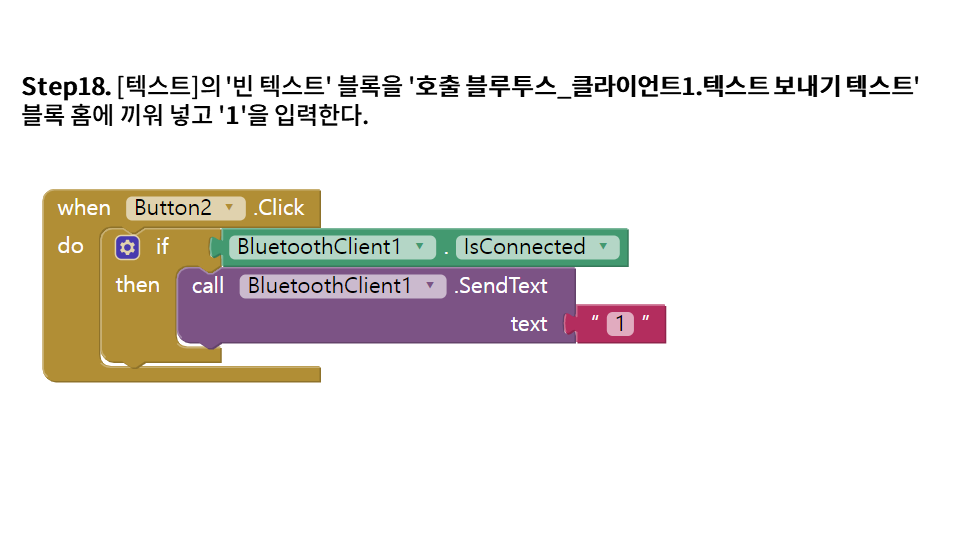 Step18. [텍스트]의 '빈 텍스트' 블록을 '호출 블루투스_클라이언트1.텍스트 보내기 텍스트'
블록 홈에 끼워 넣고 '1'을 입력한다.
when Button2 .Click
do if BluetoothClient1 . IsConnected
then call BluetoothClient1 .SendText
text " 1 "